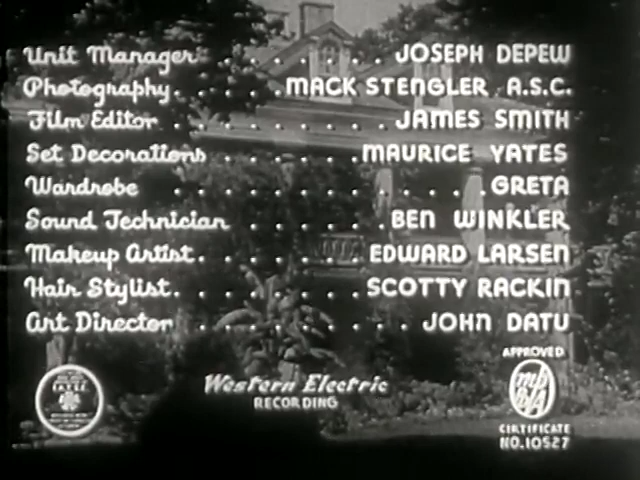 Unit Manager . . . . . . . JOSEPH DEPEW
Photography . . . . . MACK STENGLER A.S.C.
Film Editor . . . . . . . . . JAMES SMITH
Set Decorations . . . . . . MAURICE YATES
Wardrobe . . . . . . . . . . . . . GRETA
Sound Technician . . . . . . BEN WINKLER
Makeup Artist . . . . . . . EDWARD LARSEN
Hair Stylist . . . . . . . . SCOTTY RACKIN
Art Director . . . . . . . . . JOHN DATU
APPROVED
Western Electric
RECORDING
CERTIFICATE
NO.10527